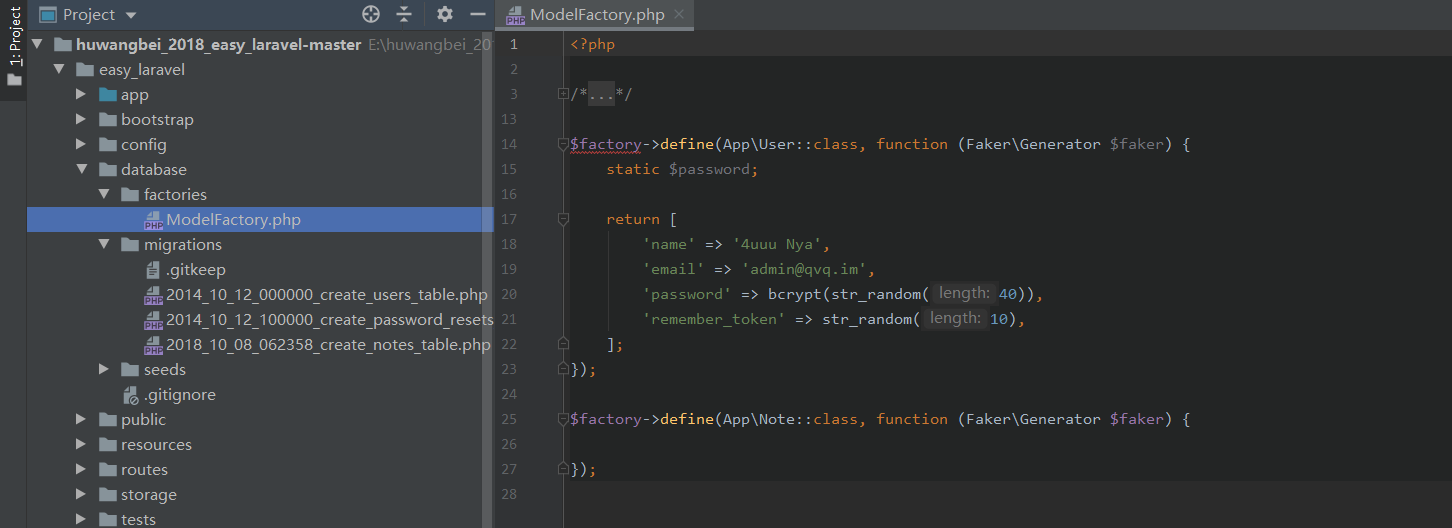 1: Project
Project
huwangbei_2018_easy_laravel-master E:\huwangbei_20
easy_laravel
app
bootstrap
config
database
factories
ModelFactory.php
migrations
.gitkeep
2014_10_12_000000_create_users_table.php
2014_10_12_100000_create_password_resets
2018_10_08_062358_create_notes_table.php
seeds
.gitignore
public
resources
routes
storage
tests
ModelFactory.php
1 <?php
2
3 /*...*/
13
14 $factory->define(App\User::class, function (Faker\Generator $faker) {
15 static $password;
16
17 return [
18 'name' => '4uuu Nya',
19 'email' => 'admin@qvq.im',
20 'password' => bcrypt(str_random( length: 40)),
21 'remember_token' => str_random( length: 10),
22 ];
23 });
24
25 $factory->define(App\Note::class, function (Faker\Generator $faker) {
26
27 });
28